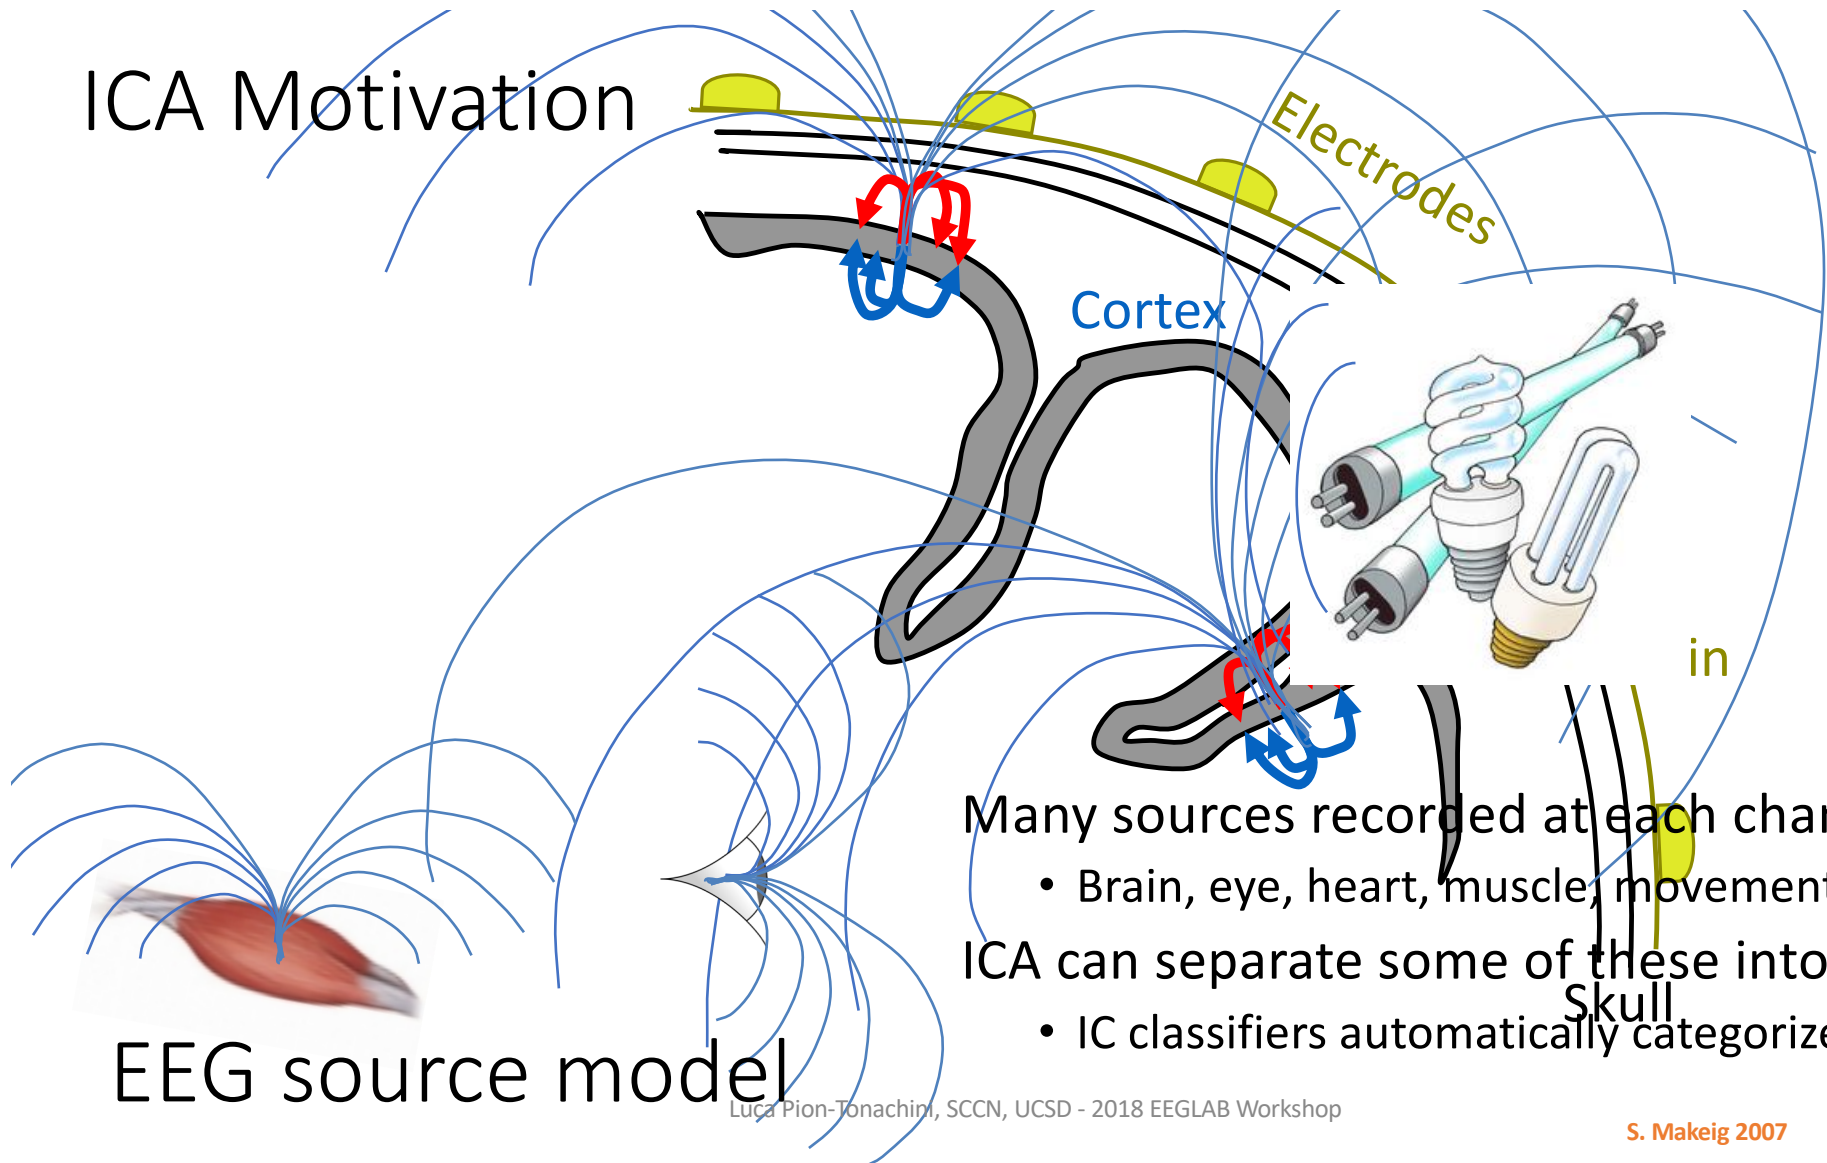 ICA Motivation
Electrodes
Cortex
in
Many sources recorded at each
• Brain, eye, heart, muscle, movement
ICA can separate some of these into
Skull
• IC classifiers automatically
EEG source model
Luca Pion-Tonachini, SCCN, UCSD - 2018 EEGLAB Workshop
S. Makeig 2007